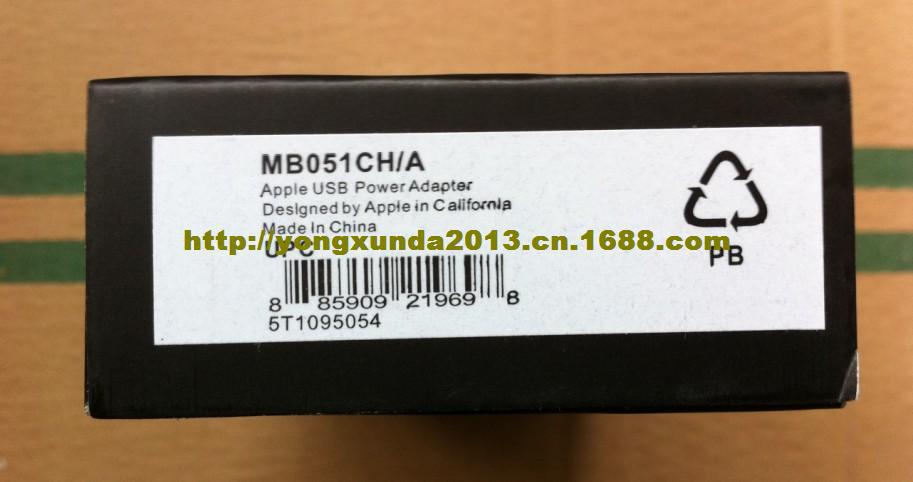 MB051CH/A
Apple USB Power Adapter
Designed by Apple in California
Made In China
http://yongxunda2013.cn.1688.com
UPC
PB
8 85909 21969 8
5T1095054